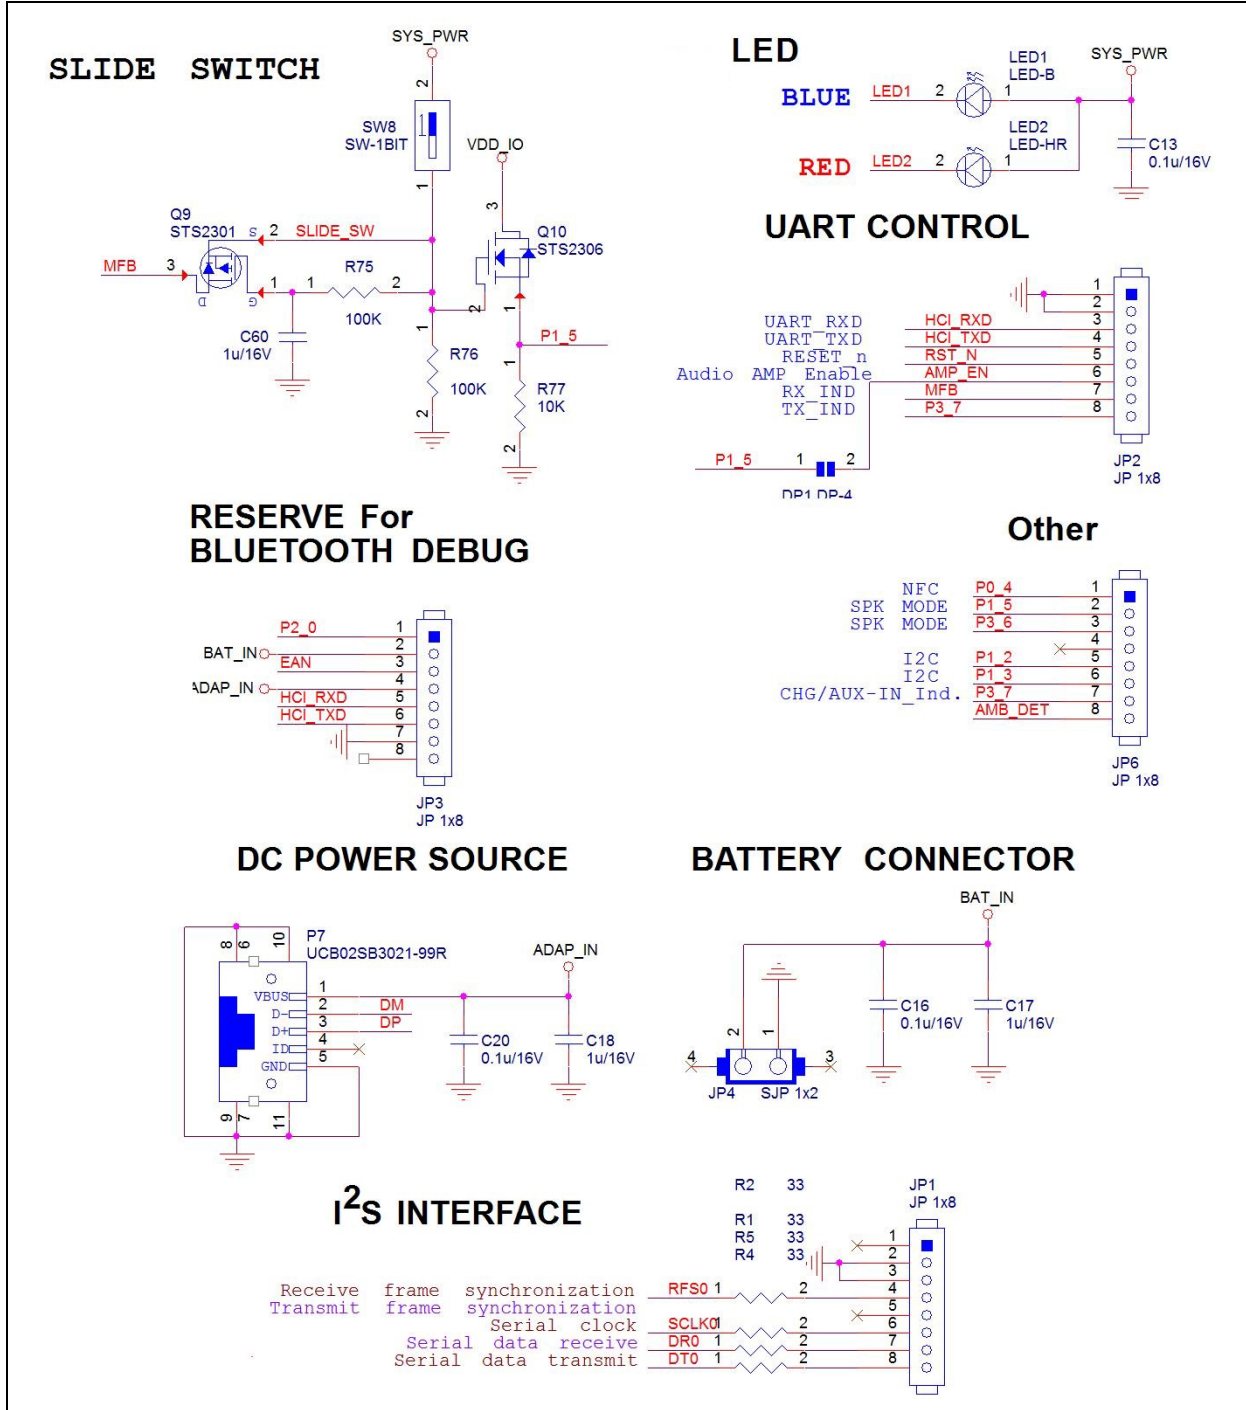 SLIDE SWITCH
SYS_PWR
2
1
SW8
SW-1BIT
1
VDD_IO
3
Q9
STS2301
S
2
SLIDE_SW
MFB
3
D
G
1
1
R75
2
100K
C60
1u/16V
Q10
STS2306
2
1
P1_5
1
R76
100K
2
1
R77
10K
2
LED
BLUE
LED1
2
1
LED1
LED-B
SYS_PWR
RED
LED2
2
1
LED2
LED-HR
C13
0.1u/16V
UART CONTROL
1
2
UART_RXD HCI_RXD 3
UART_TXD HCI_TXD 4
RESET_n RST_N 5
Audio AMP Enable AMP_EN 6
RX_IND MFB 7
TX_IND P3_7 8
P1_5 1 2
DP1 DP-4
JP2
JP 1x8
RESERVE For
BLUETOOTH DEBUG
P2_0 1
BAT_IN 2
EAN 3
ADAP_IN 4
HCI_RXD 5
HCI_TXD 6
7
8
JP3
JP 1x8
Other
NFC P0_4 1
SPK MODE P1_5 2
SPK MODE P3_6 3
4
I2C P1_2 5
I2C P1_3 6
CHG/AUX-IN_Ind. P3_7 7
AMB_DET 8
JP6
JP 1x8
DC POWER SOURCE
P7
UCB02SB3021-99R
8 6 10
VBUS 1
D- 2 DM
D+ 3 DP
ID 4
GND 5
9 7 11
ADAP_IN
C20
0.1u/16V
C18
1u/16V
BATTERY CONNECTOR
BAT_IN
2 1
4 3
JP4 SJP 1x2
C16
0.1u/16V
C17
1u/16V
I2S INTERFACE
R2 33
R1 33
R5 33
R4 33
JP1
JP 1x8
1
2
3
Receive frame synchronization RFS0 1 2 4
Transmit frame synchronization 5
Serial clock SCLK0 1 2 6
Serial data receive DR0 1 2 7
Serial data transmit DT0 1 2 8